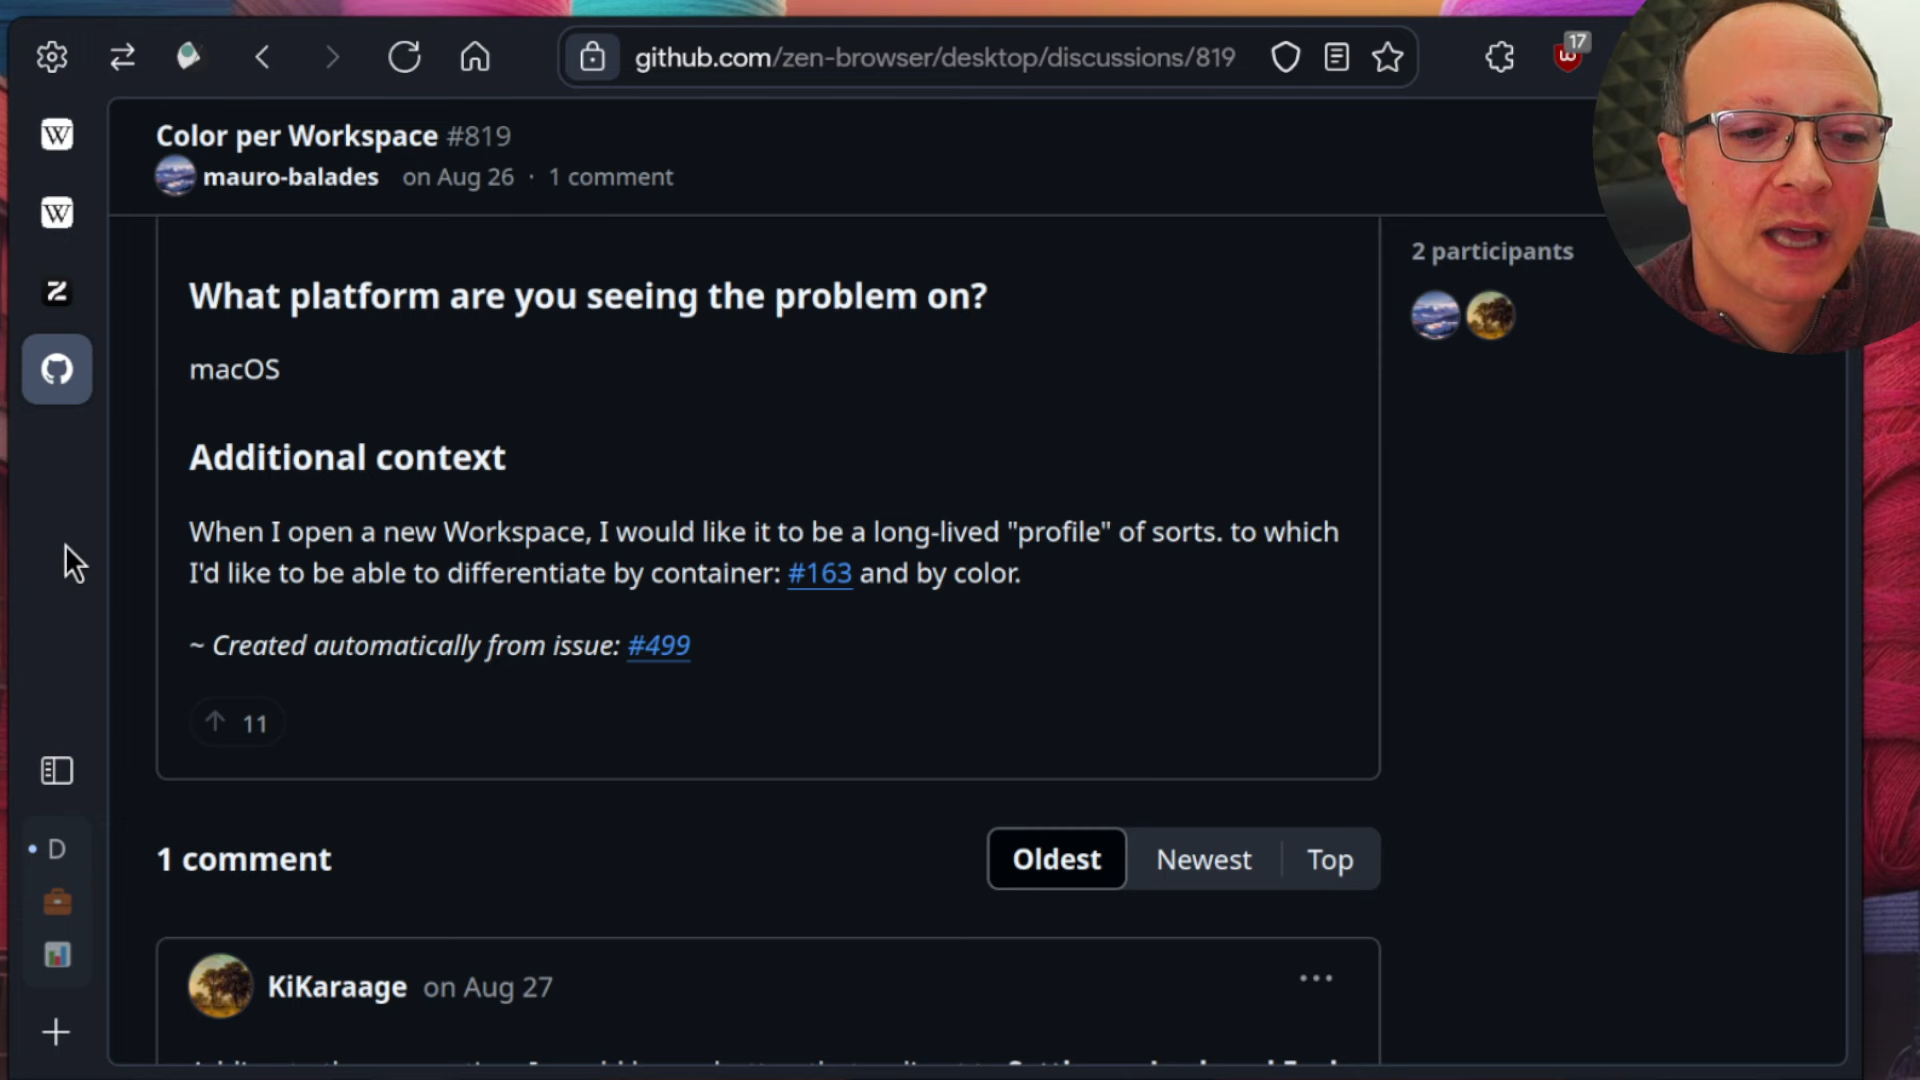 github.com/zen-browser/desktop/discussions/819
17
Color per Workspace #819
mauro-balades on Aug 26 · 1 comment
2 participants
What platform are you seeing the problem on?
macOS
Additional context
When I open a new Workspace, I would like it to be a long-lived "profile" of sorts. to which
I'd like to be able to differentiate by container: #163 and by color.
~ Created automatically from issue: #499
11
D
1 comment
Oldest Newest Top
KiKaraage on Aug 27